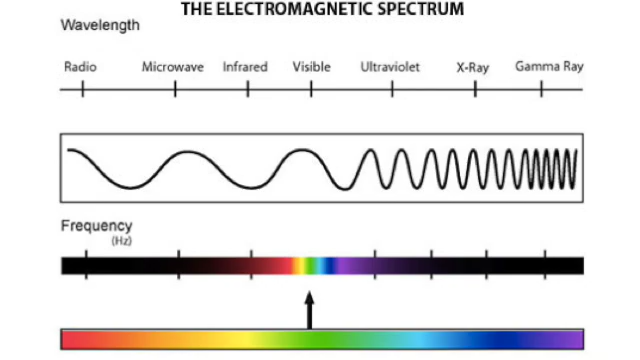 THE ELECTROMAGNETIC SPECTRUM
Wavelength
Radio Microwave Infrared Visible Ultraviolet X-Ray Gamma Ray
Frequency
(Hz)